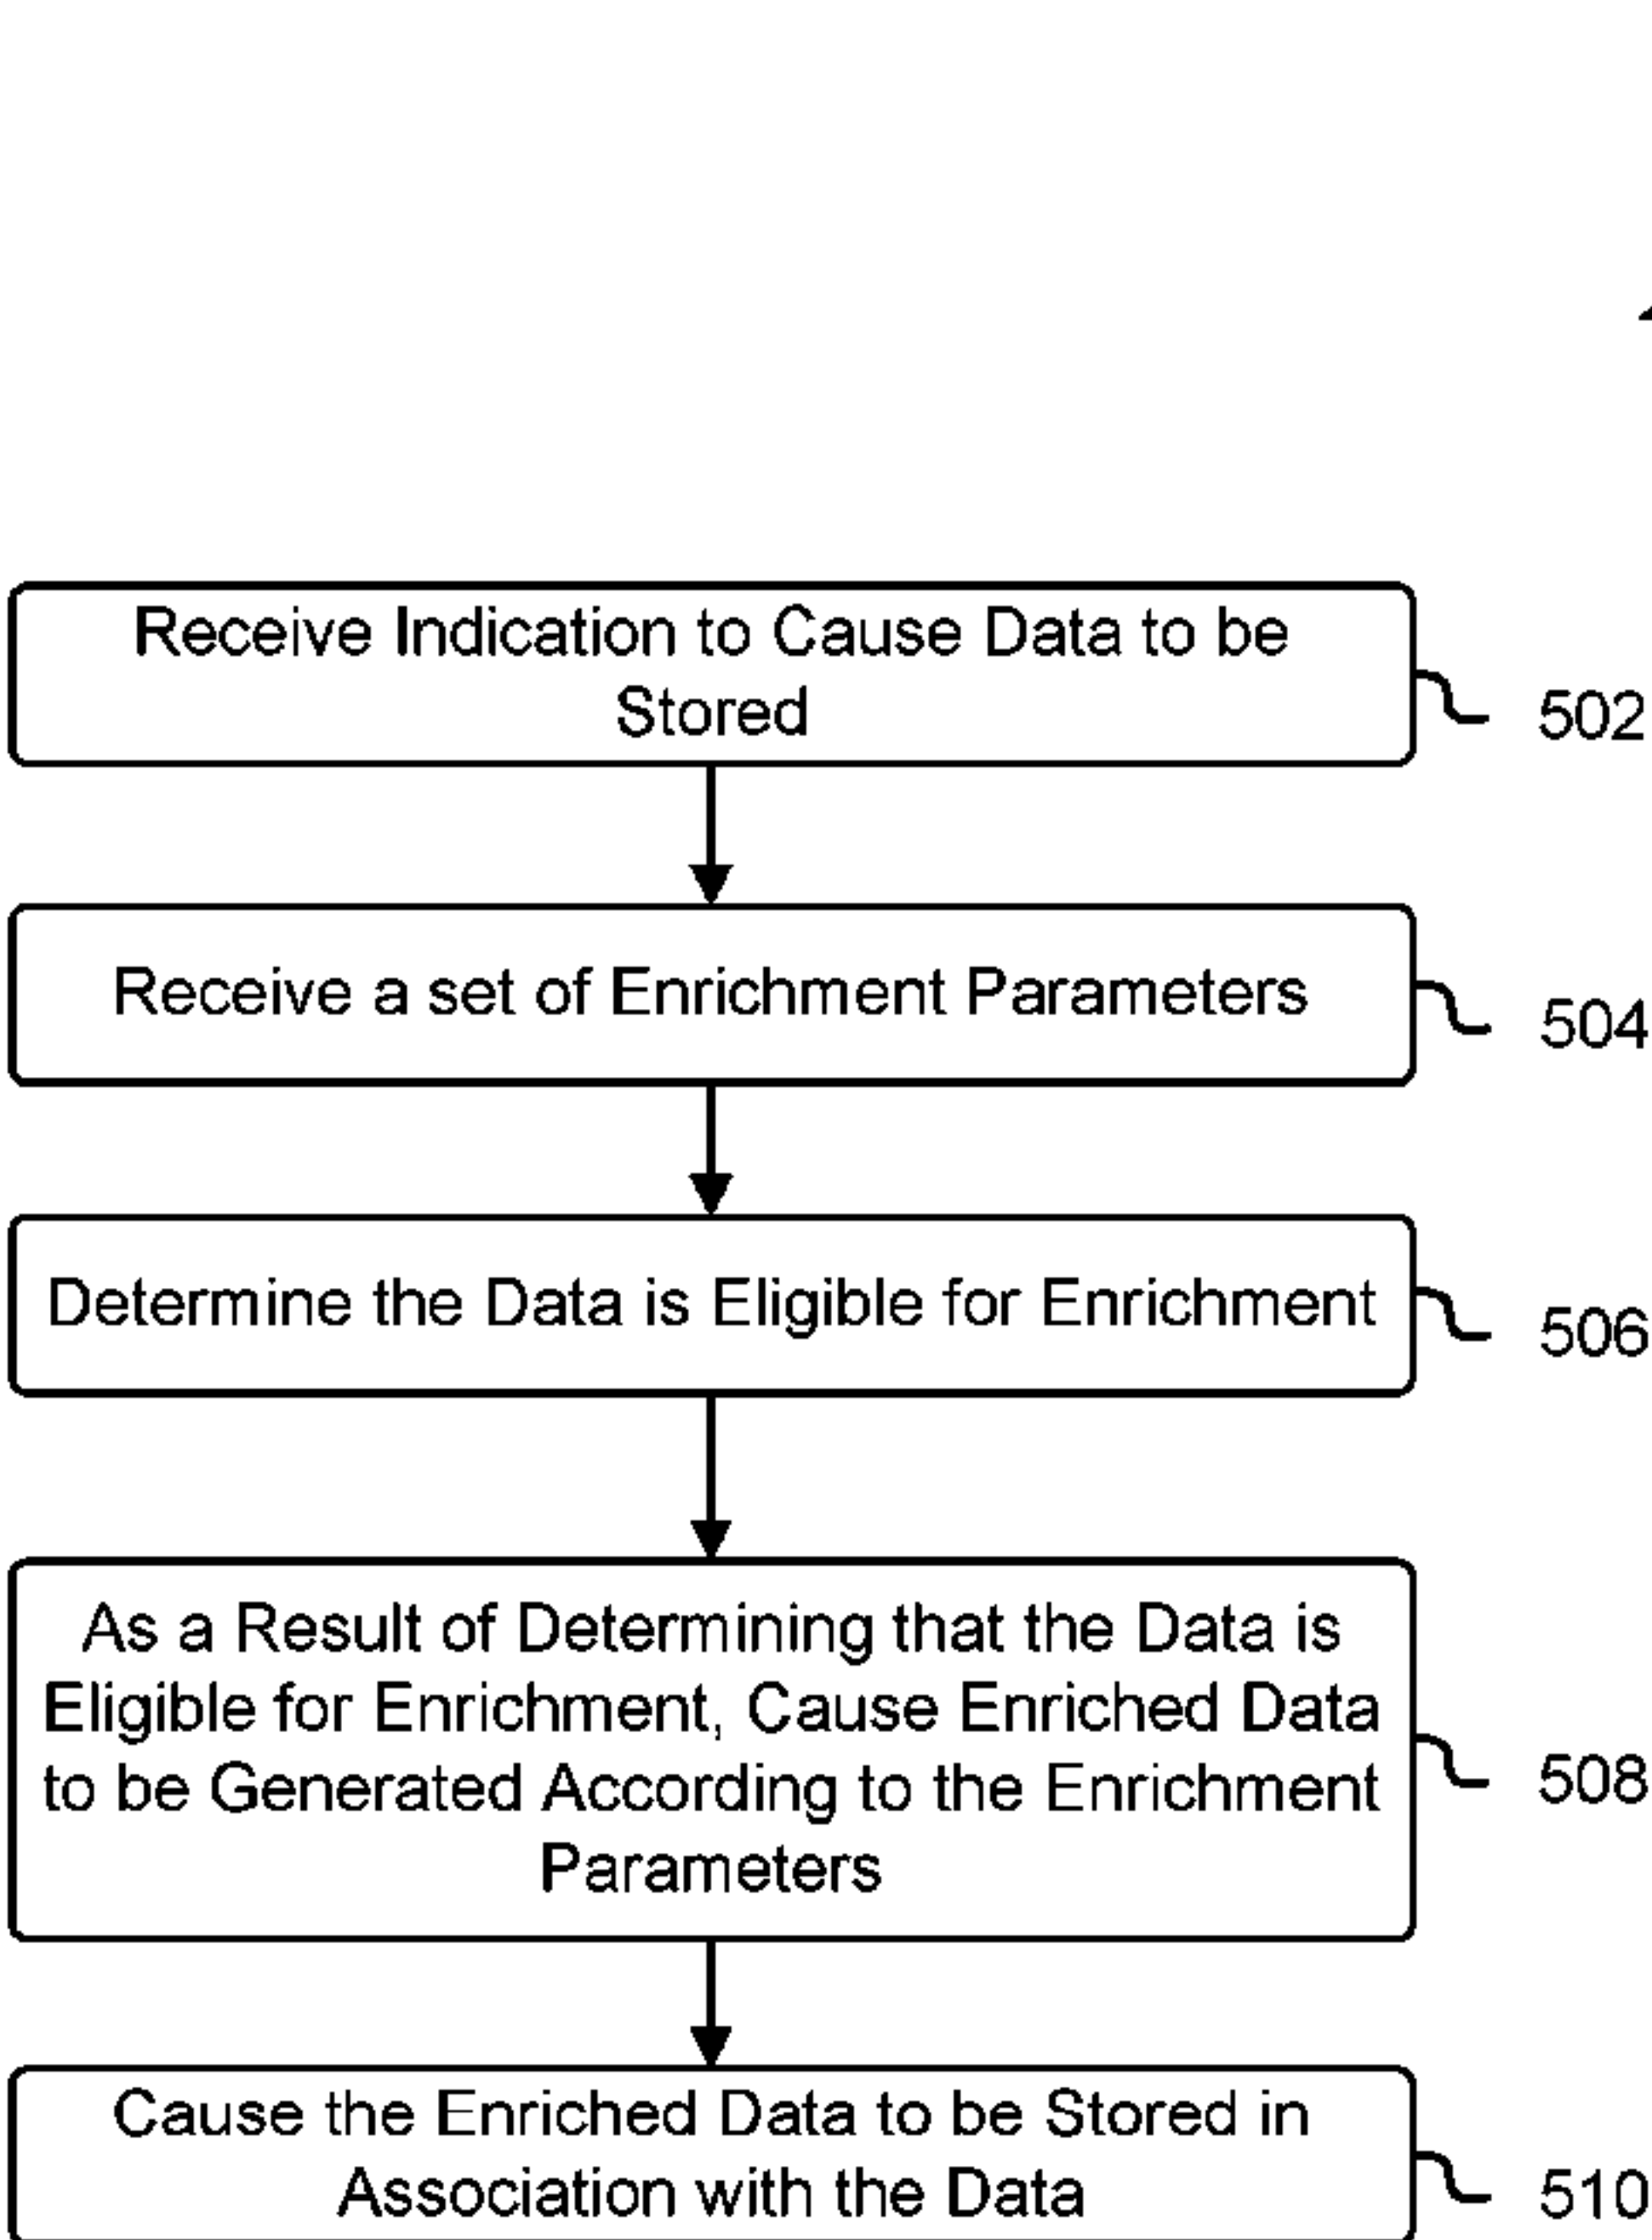 Receive Indication to Cause Data to be
Stored
502
Receive a set of Enrichment Parameters
504
Determine the Data is Eligible for Enrichment
506
As a Result of Determining that the Data is
Eligible for Enrichment, Cause Enriched Data
to be Generated According to the Enrichment
Parameters
508
Cause the Enriched Data to be Stored in
Association with the Data
510